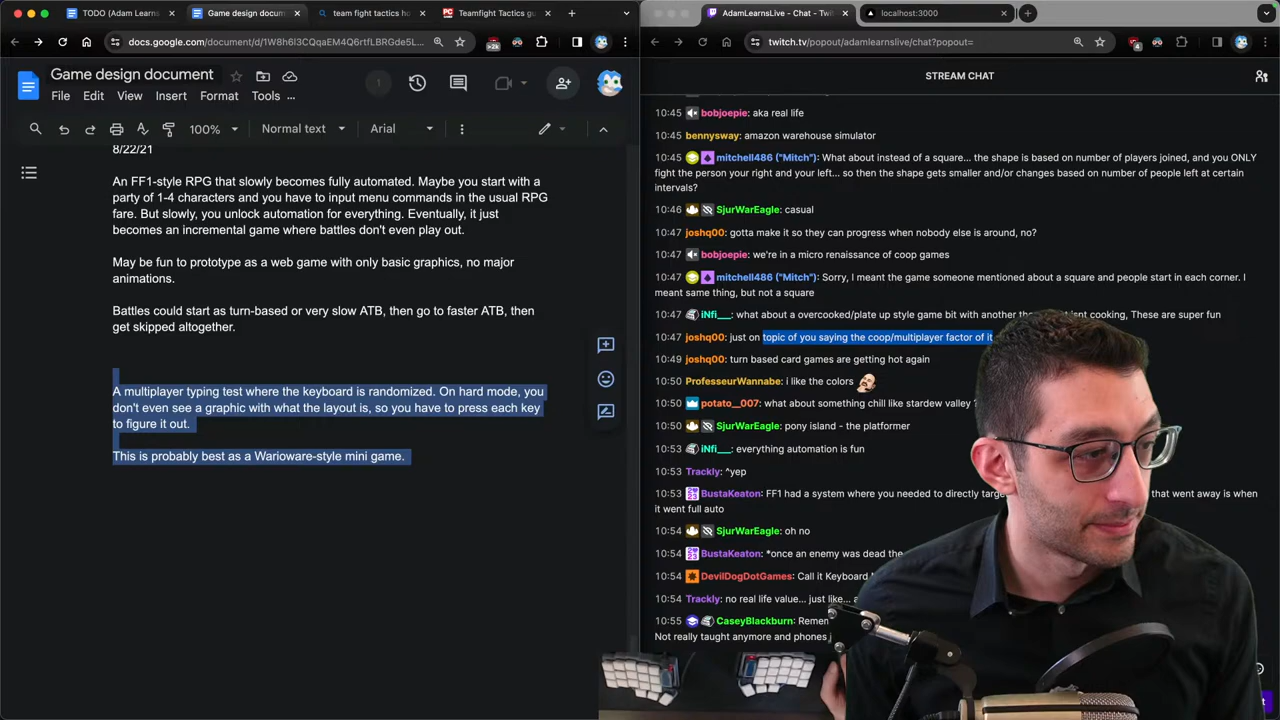 TODO (Adam Learns
Game design docum
team fight tactics ho
Teamfight Tactics gu
AdamLearnsLive - Chat - Twi
localhost:3000
docs.google.com/document/d/1W8h6l3CQqaEM4Q6rtfLBRGde5L...
twitch.tv/popout/adamlearnslive/chat?popout=
Game design document
File Edit View Insert Format Tools ...
100% Normal text Arial
8/22/21
An FF1-style RPG that slowly becomes fully automated. Maybe you start with a
party of 1-4 characters and you have to input menu commands in the usual RPG
fare. But slowly, you unlock automation for everything. Eventually, it just
becomes an incremental game where battles don't even play out.
May be fun to prototype as a web game with only basic graphics, no major
animations.
Battles could start as turn-based or very slow ATB, then go to faster ATB, then
get skipped altogether.
A multiplayer typing test where the keyboard is randomized. On hard mode, you
don't even see a graphic with what the layout is, so you have to press each key
to figure it out.
This is probably best as a Warioware-style mini game.
STREAM CHAT
10:45 bobjoepie: aka real life
10:45 bennysway: amazon warehouse simulator
10:45 mitchell486 ("Mitch"): What about instead of a square... the shape is based on number of players joined, and you ONLY
fight the person your right and your left... so then the shape gets smaller and/or changes based on number of people left at certain
intervals?
10:46 SjurWarEagle: casual
10:47 joshq00: gotta make it so they can progress when nobody else is around, no?
10:47 bobjoepie: we're in a micro renaissance of coop games
10:47 mitchell486 ("Mitch"): Sorry, I meant the game someone mentioned about a square and people start in each corner. I
meant same thing, but not a square
10:47 iNfi___: what about a overcooked/plate up style game bit with another the isnt cooking, These are super fun
10:47 joshq00: just on topic of you saying the coop/multiplayer factor of it
10:49 joshq00: turn based card games are getting hot again
10:50 ProfesseurWannabe: i like the colors
10:50 potato__007: what about something chill like stardew valley ?
10:50 SjurWarEagle: pony island - the platformer
10:53 iNfi___: everything automation is fun
10:53 Trackly: ^yep
10:53 BustaKeaton: FF1 had a system where you needed to directly targe that went away is when
it went full auto
10:54 SjurWarEagle: oh no
10:54 BustaKeaton: *once an enemy was dead the
10:54 DevilDogDotGames: Call it Keyboard
10:54 Trackly: no real life value... just like...
10:55 CaseyBlackburn: Remen
Not really taught anymore and phones